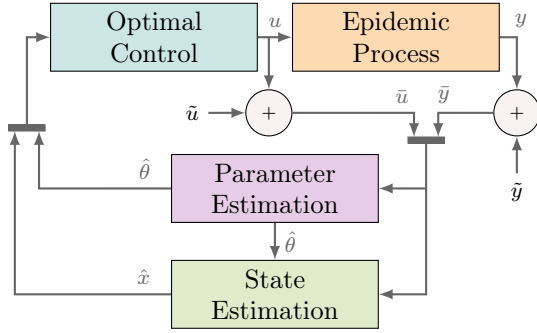 Optimal
Control
u
Epidemic
Process
y
ũ
+
ū
ȳ
+
ỹ
θ̂
Parameter
Estimation
θ̂
x̂
State
Estimation